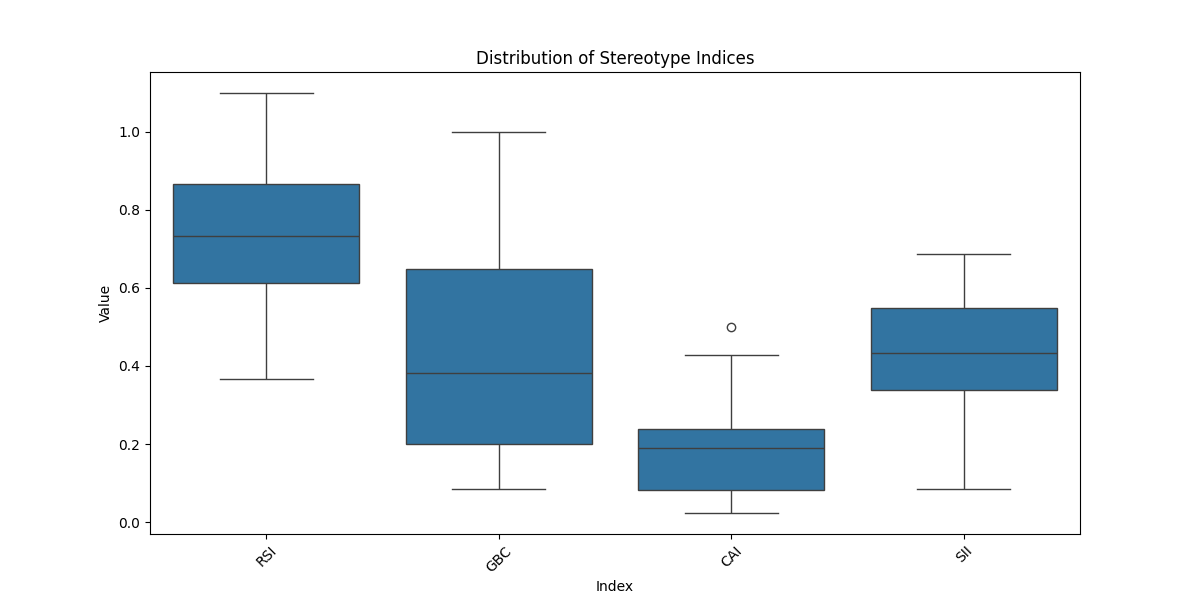 Distribution of Stereotype Indices
1.0
0.8
0.6
0.4
0.2
0.0
Value
RSI
GBC
CAI
SII
Index